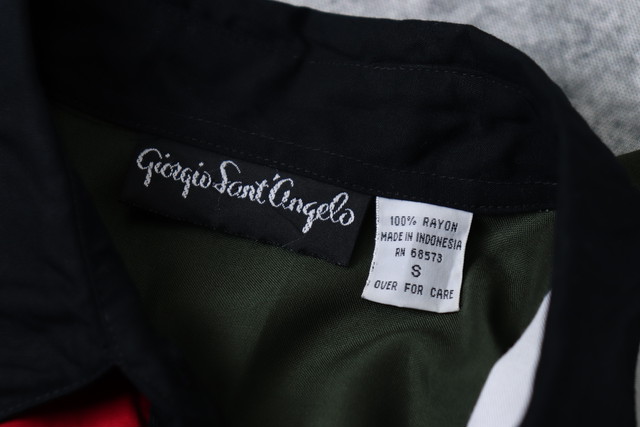 Giorgio Sant'Angelo
100% RAYON
MADE IN INDONESIA
RN 68573
S
OVER FOR CARE